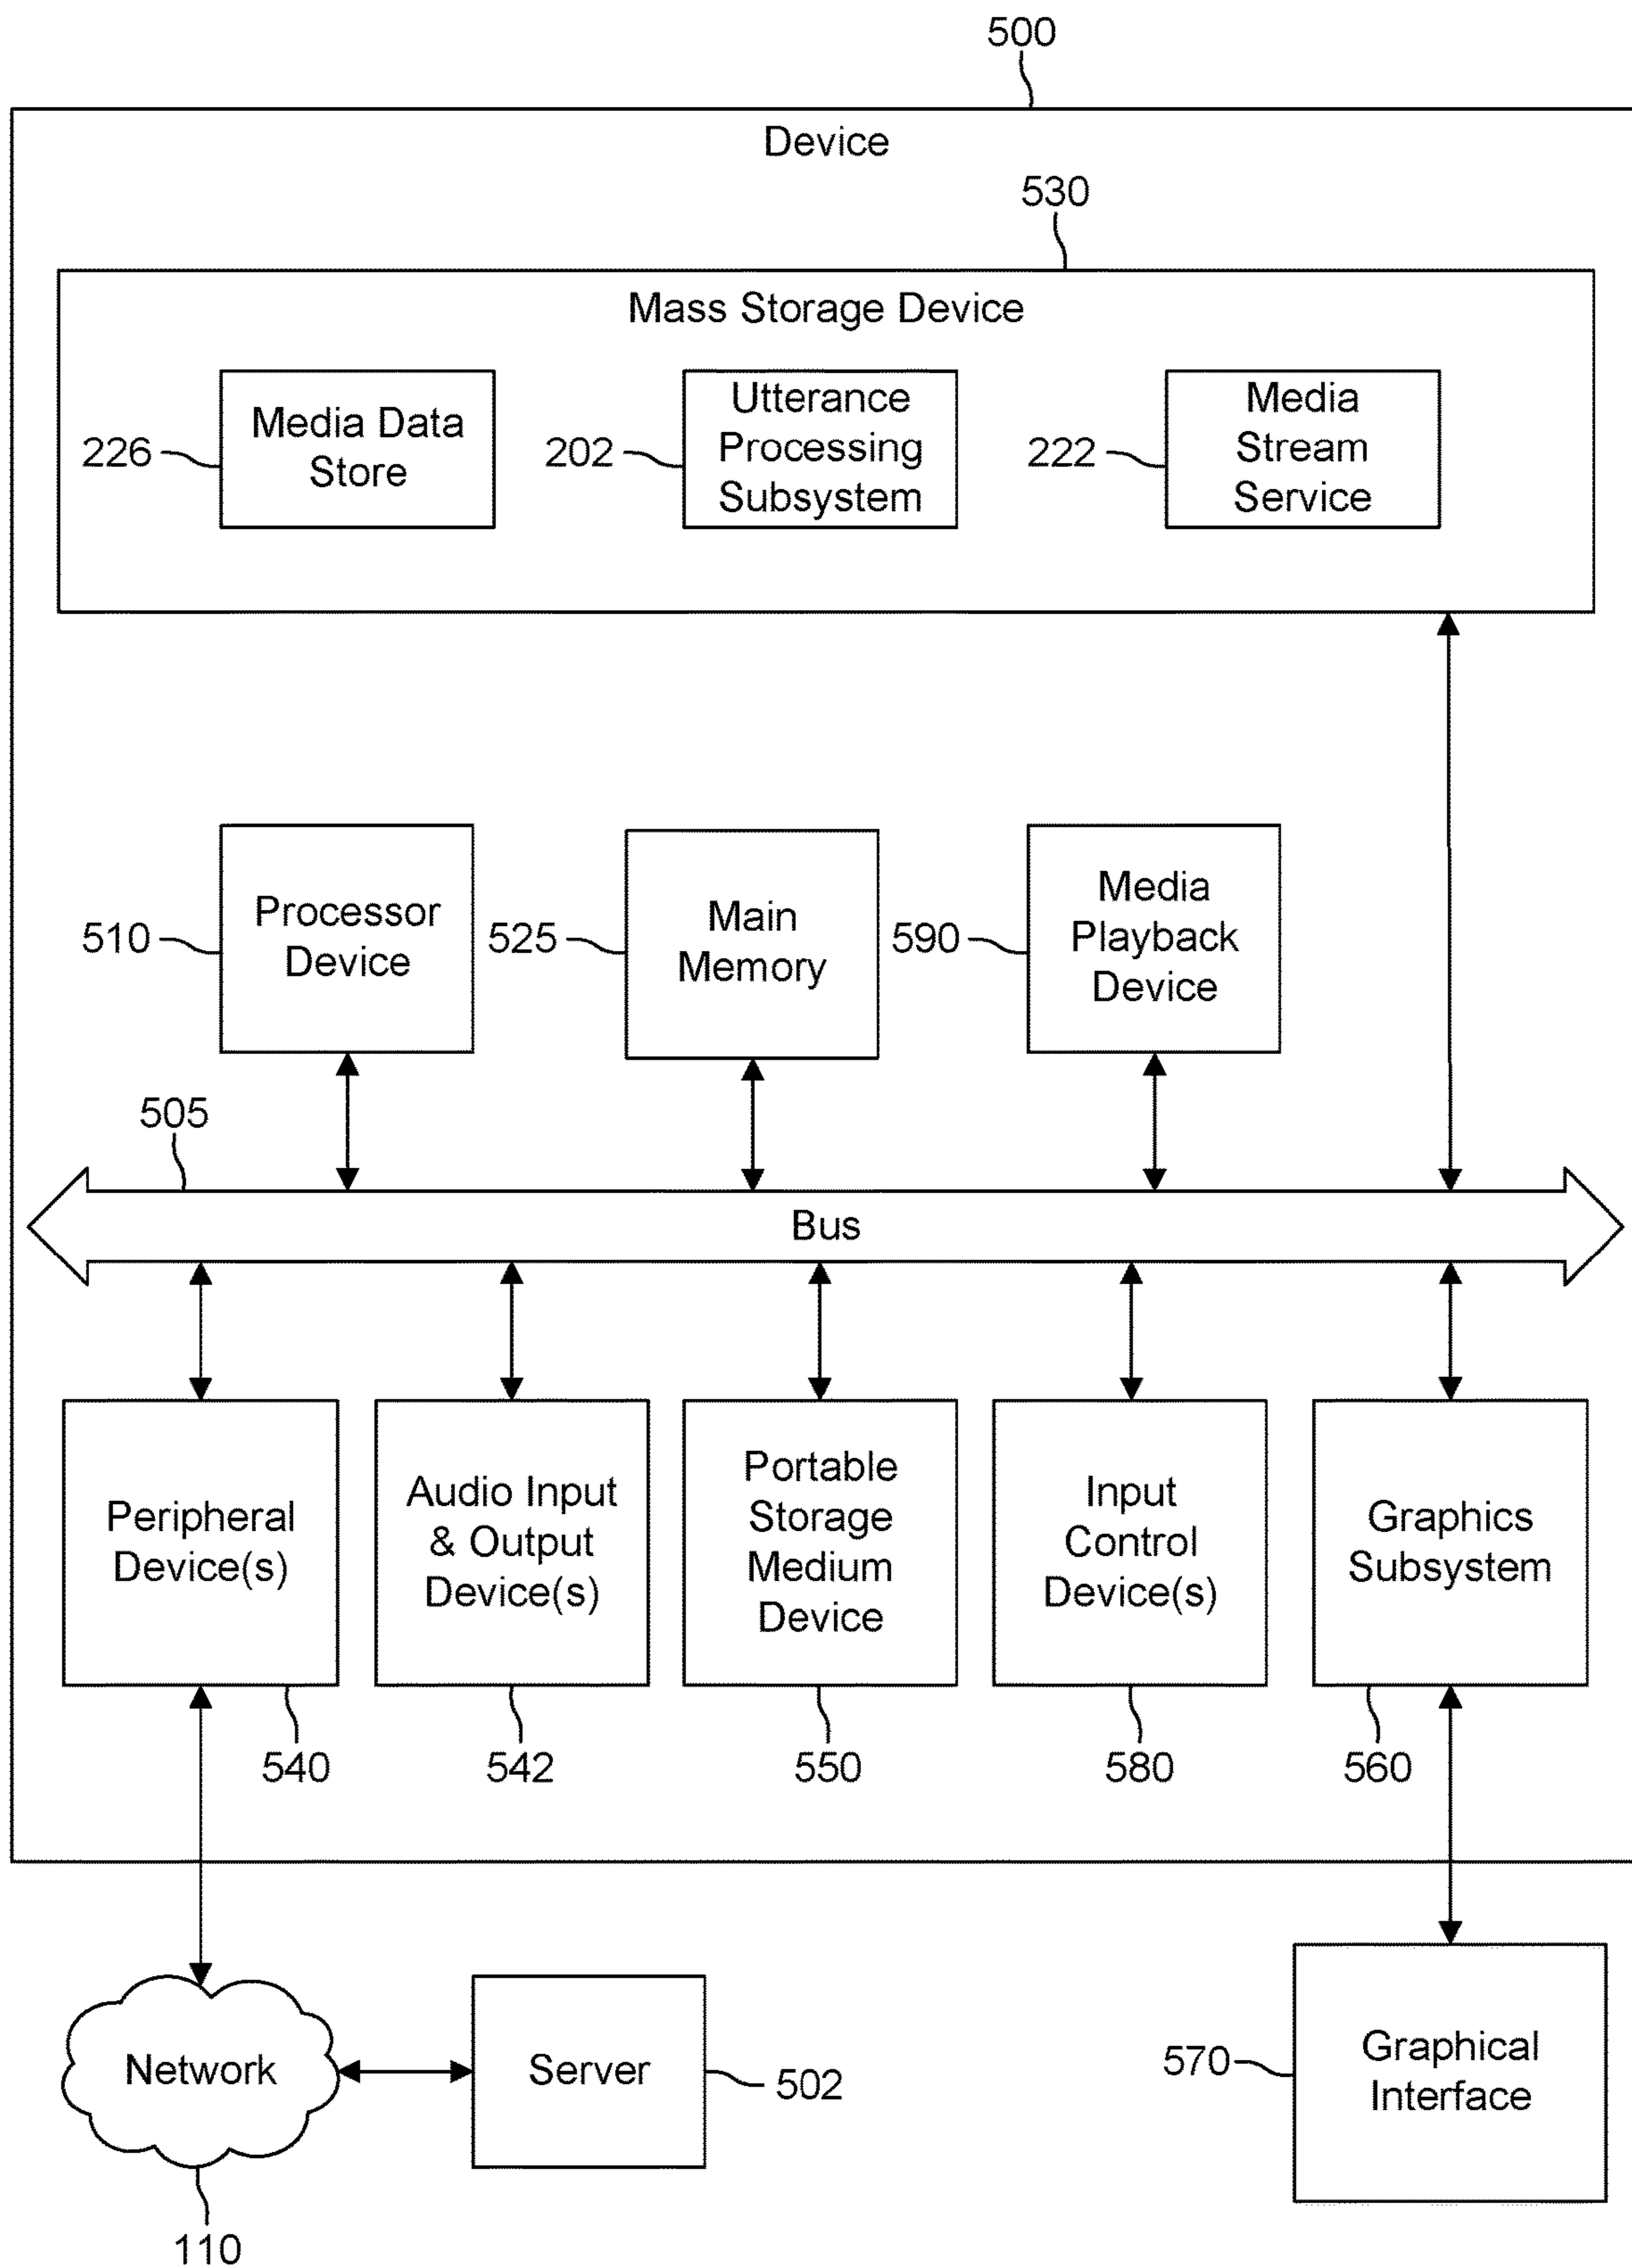 500
Device
530
Mass Storage Device
226
Media Data
Store
202
Utterance
Processing
Subsystem
222
Media
Stream
Service
510
Processor
Device
525
Main
Memory
590
Media
Playback
Device
505
Bus
Peripheral
Device(s)
Audio Input
& Output
Device(s)
Portable
Storage
Medium
Device
Input
Control
Device(s)
Graphics
Subsystem
540
542
550
580
560
Network
Server
502
570
Graphical
Interface
110